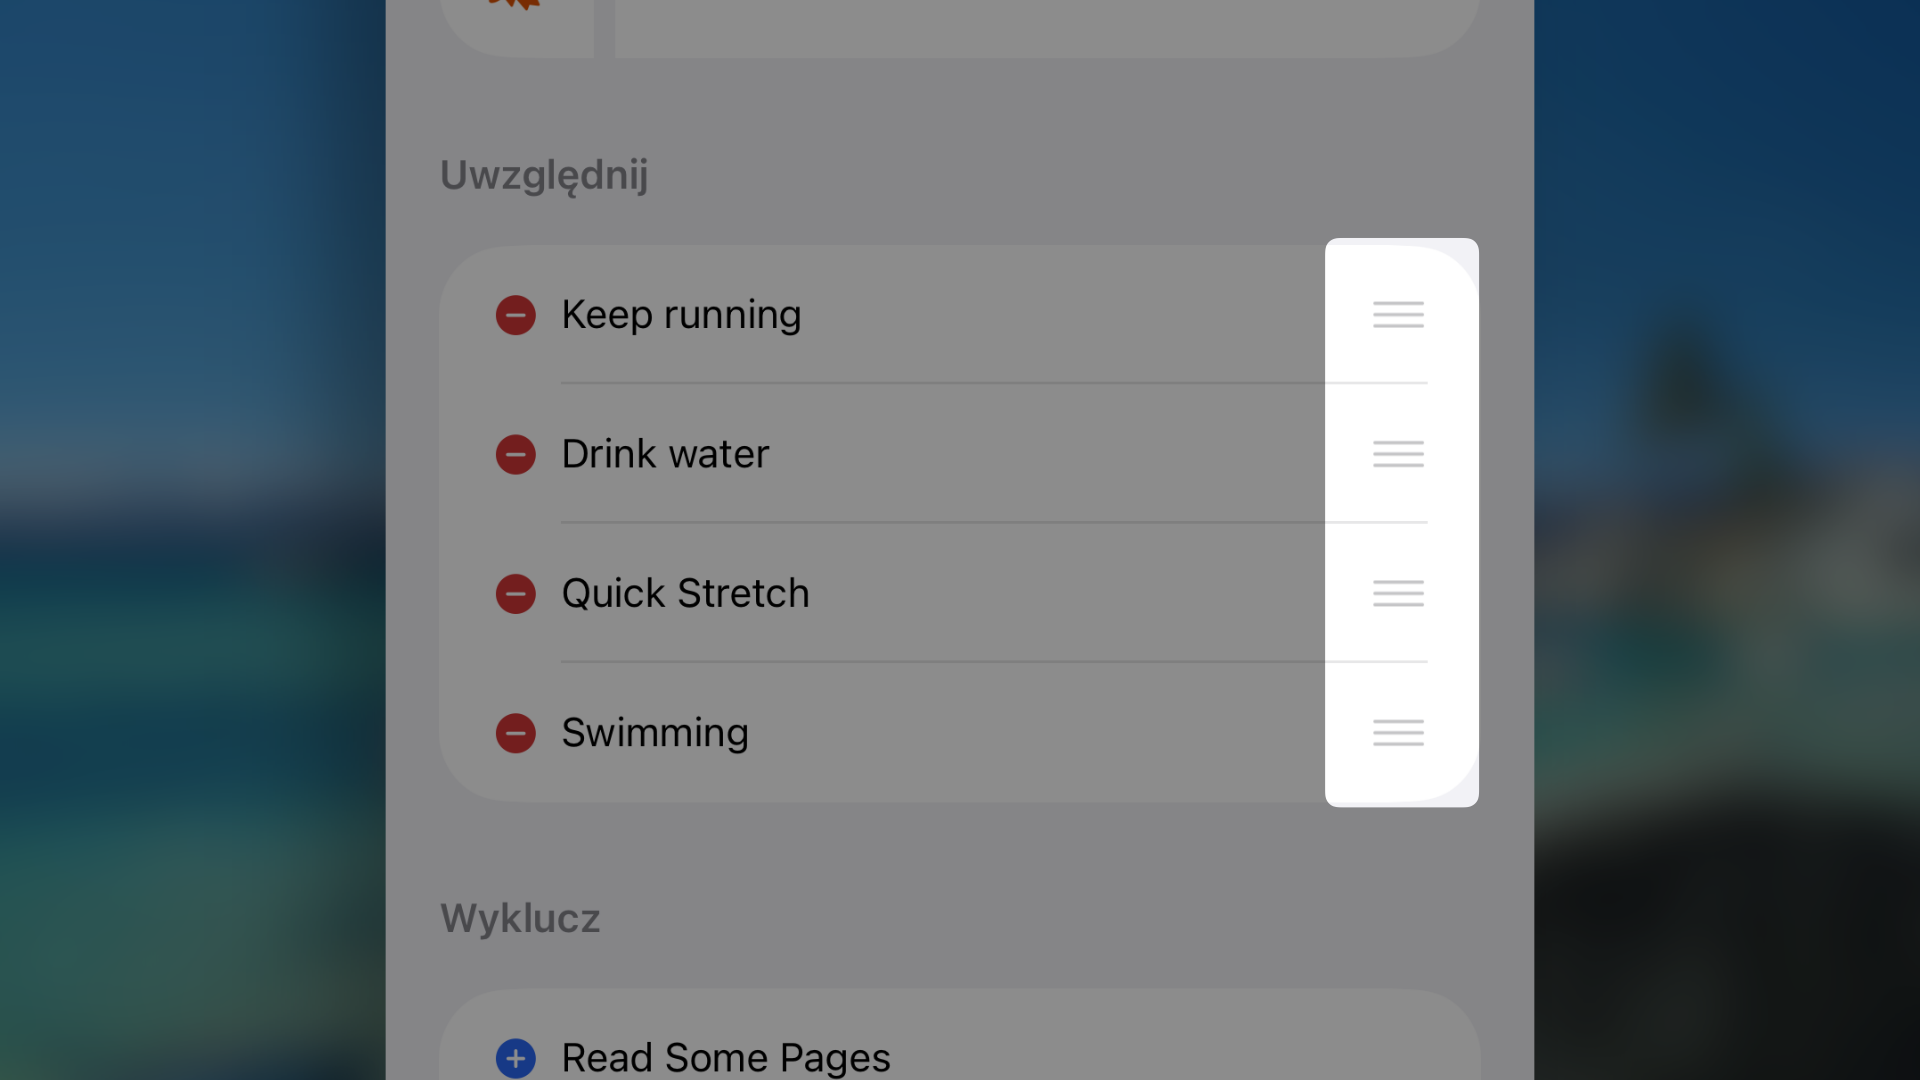 Uwzględnij
Keep running
Drink water
Quick Stretch
Swimming
Wyklucz
Read Some Pages